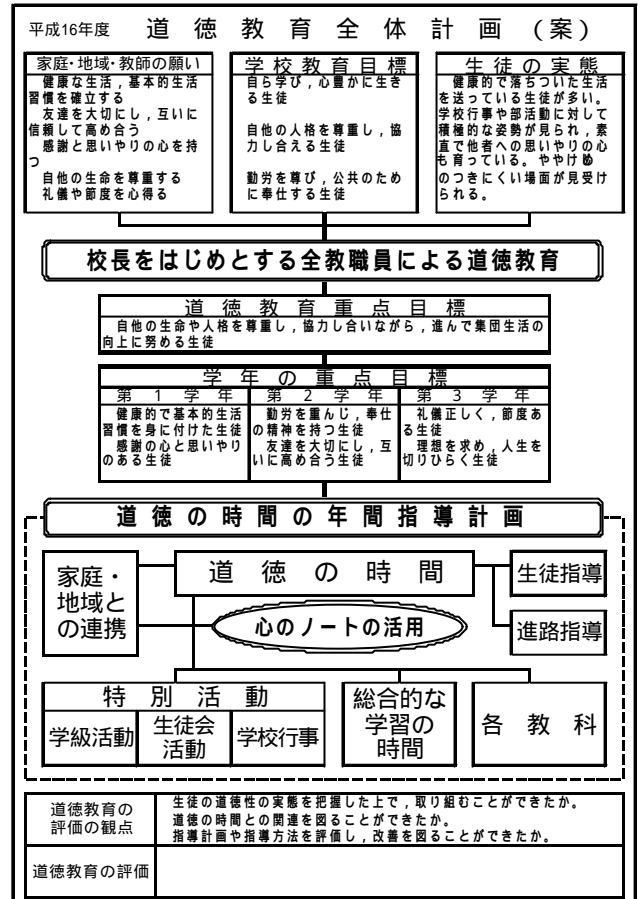 平成16年度 道徳教育全体計画(案)
家庭・地域・教師の願い
健康な生活，基本的生活
習慣を確立する
友達を大切にし，互いに
信頼して高め合う
感謝と思いやりの心を持
つ
自他の生命を尊重する
礼儀や節度を心得る
学校教育目標
自ら学び，心豊かに生き
る生徒
自他の人格を尊重し，協
力し合える生徒
勤労を尊び，公共のため
に奉仕する生徒
生徒の実態
健康的で落ちついた生活
を送っている生徒が多い。
学校行事や部活動に対して
積極的な姿勢が見られ，素
直で他者への思いやりの心
も育っている。ややけじめ
のつきにくい場面が見受け
られる。
校長をはじめとする全教職員による道徳教育
道徳教育重点目標
自他の生命や人格を尊重し，協力し合いながら，進んで集団生活の
向上に努める生徒
学年の重点目標
第1学年
健康的で基本的生活
習慣を身に付けた生徒
感謝の心と思いやり
のある生徒
第2学年
勤労を重んじ，奉仕
の精神を持つ生徒
友達を大切にし，互
いに高め合う生徒
第3学年
礼儀正しく，節度あ
る生徒
理想を求め，人生を
切りひらく生徒
道徳の時間の年間指導計画
家庭・
地域と
の連携
道徳の時間
生徒指導
進路指導
心のノートの活用
特別活動
学級活動
生徒会
活動
学校行事
総合的な
学習の
時間
各教科
道徳教育の
評価の観点
生徒の道徳性の実態を把握した上で，取り組むことができたか。
道徳の時間との関連を図ることができたか。
指導計画や指導方法を評価し，改善を図ることができたか。
道徳教育の評価